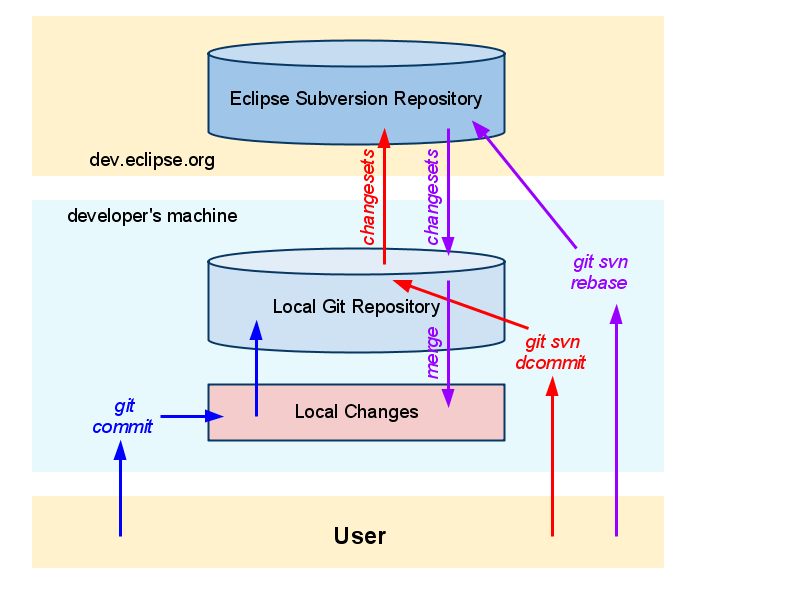 Eclipse Subversion Repository
dev.eclipse.org
changesets
changesets
developer's machine
git svn
rebase
Local Git Repository
git svn
dcommit
merge
git
commit
Local Changes
User